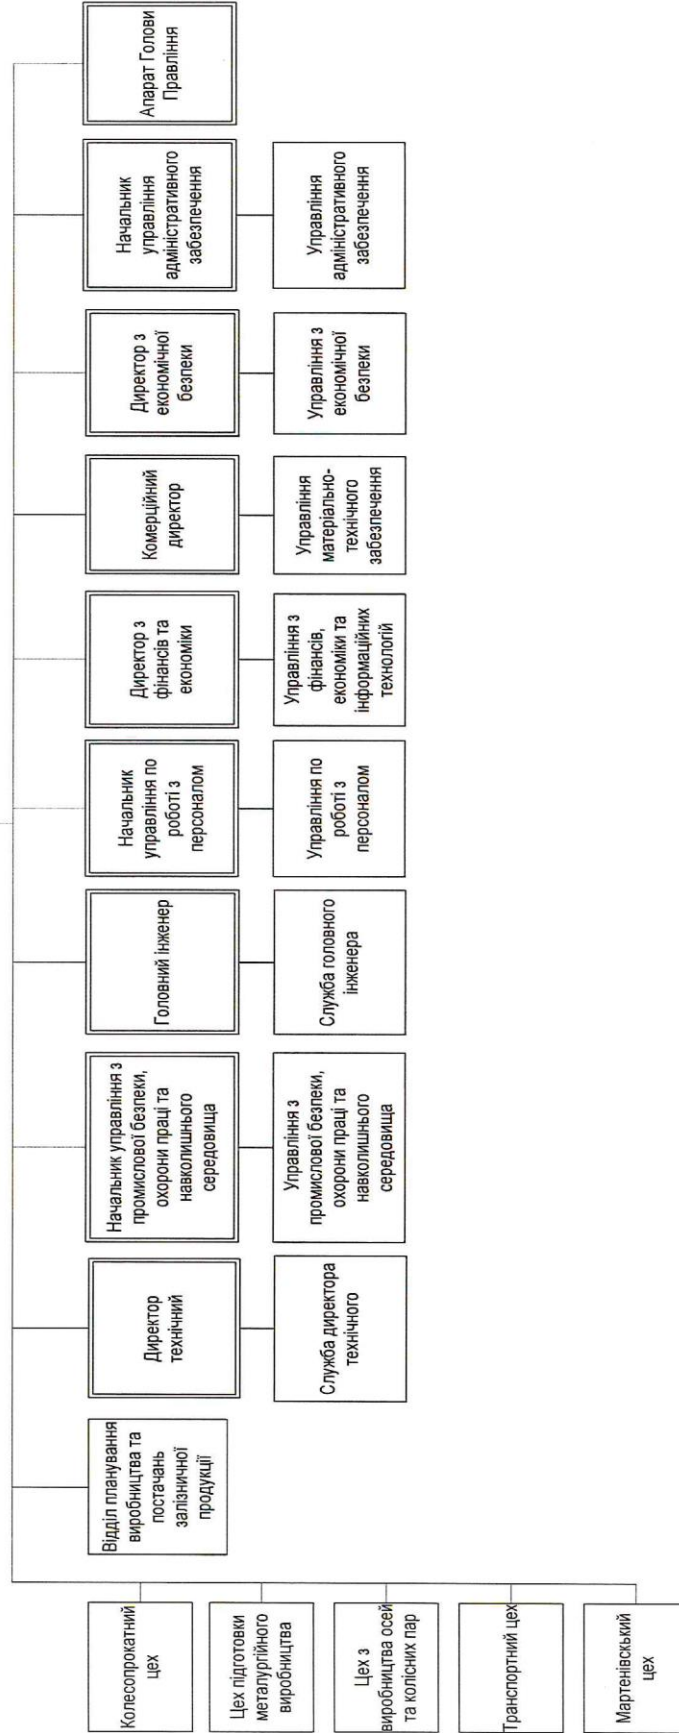 Колесопрокатний
цех
Цех підготовки
металургійного
виробництва
Цех з
виробництва осей
та колісних пар
Транспортний цех
Мартенівскький
цех
Відділ планування
виробництва та
постачань
залізничної
продукції
Директор
технічний
Служба директора
технічного
Начальник управління з
промислової безпеки,
охорони праці та
навколишнього
середовища
Управління з
промислової безпеки,
охорони праці та
навколишнього
середовища
Головний інженер
Служба головного
інженера
Начальник
управління по
роботі з
персоналом
Управління по
роботі з
персоналом
Директор з
фінансів та
економіки
Управління з
фінансів,
економіки та
інформаційних
технологій
Комерційний
директор
Управління
матеріально-
технічного
забезпечення
Директор з
економічної
безпеки
Управління з
економічної
безпеки
Начальник
управління
адміністративного
забезпечення
Управління
адміністративного
забезпечення
Апарат Голови
Правління